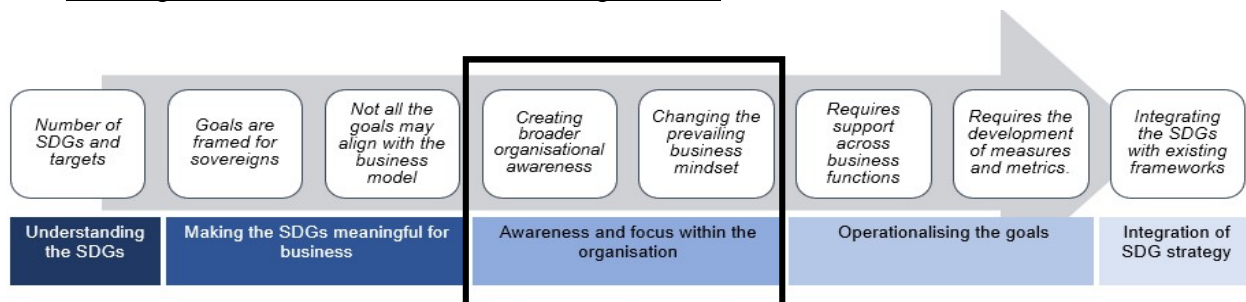 Number of
SDGs and
targets
Goals are
framed for
sovereigns
Not all the
goals may
align with the
business
model
Creating
broader
organisational
awareness
Changing the
prevailing
business
mindset
Requires
support
across
business
functions
Requires the
development
of measures
and metrics.
Integrating
the SDGs
with existing
frameworks
Understanding
the SDGs
Making the SDGs meaningful for
business
Awareness and focus within the
organisation
Operationalising the goals
Integration of
SDG strategy